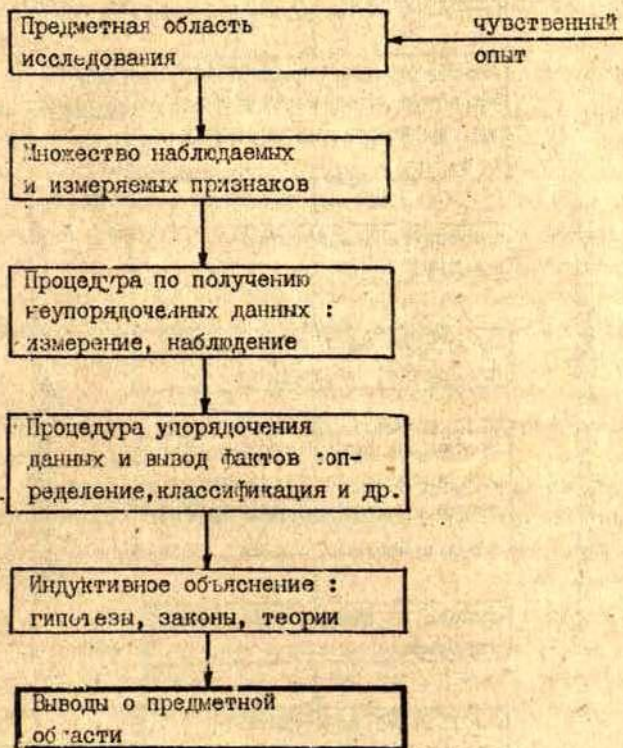 Предметная область
исследования
чувственный
опыт
Множество наблюдаемых
и измеряемых признаков
Процедура по получению
неупорядоченных данных :
измерение, наблюдение
Процедура упорядочения
данных и вывод фактов :оп-
ределение,классификация и др.
Индуктивное объяснение :
гипотезы, законы, теории
Выводы о предметной
области